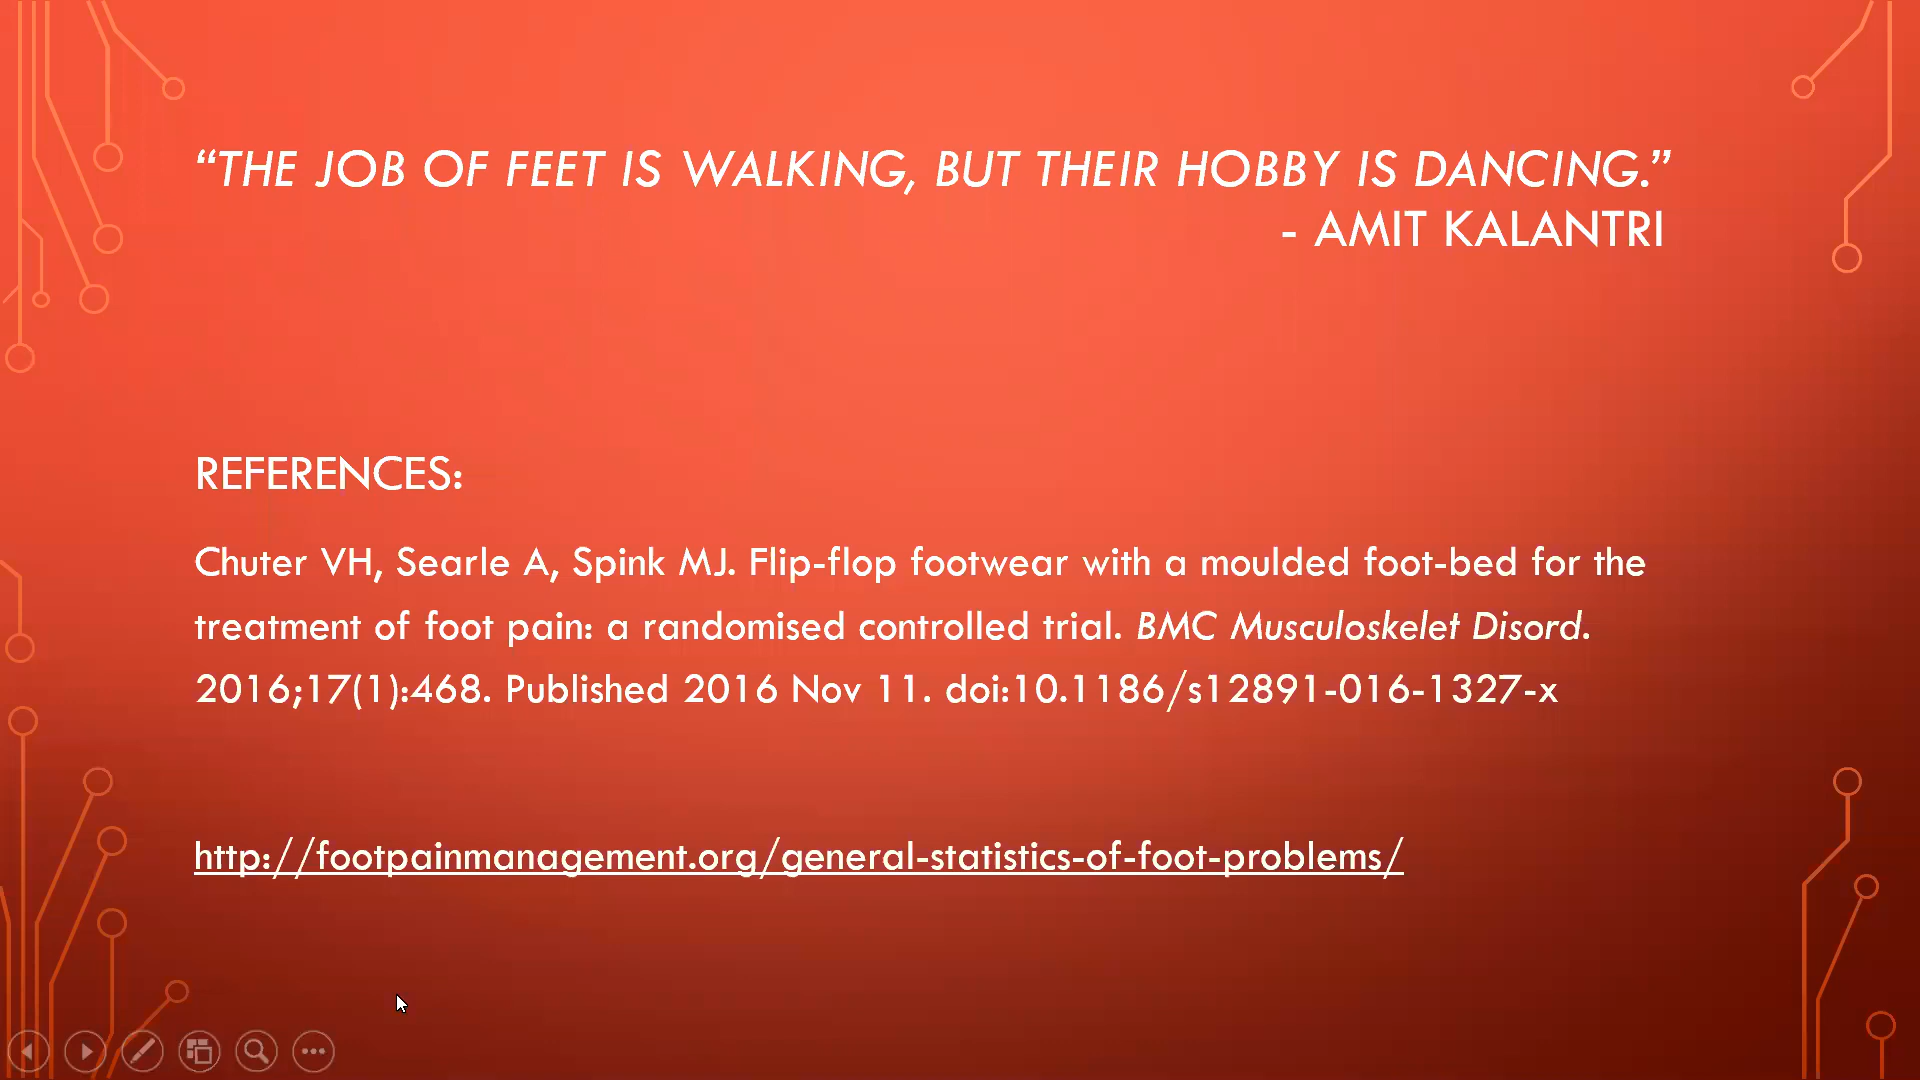 “THE JOB OF FEET IS WALKING, BUT THEIR HOBBY IS DANCING.”
- AMIT KALANTRI
REFERENCES:
Chuter VH, Searle A, Spink MJ. Flip-flop footwear with a moulded foot-bed for the
treatment of foot pain: a randomised controlled trial. BMC Musculoskelet Disord.
2016;17(1):468. Published 2016 Nov 11. doi:10.1186/s12891-016-1327-x
http://footpainmanagement.org/general-statistics-of-foot-problems/